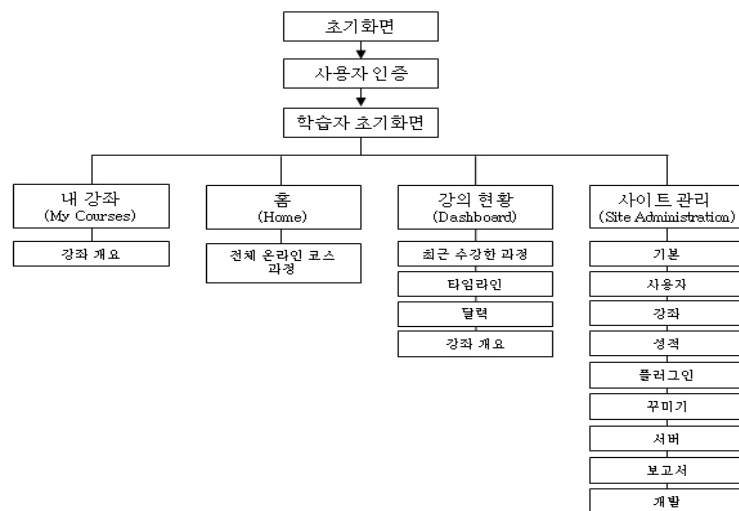 초기화면
사용자 인증
학습자 초기화면
내 강좌
(My Courses)
강좌 개요
홈
(Home)
전체 온라인 코스
과정
강의 현황
(Dashboard)
최근 수강한 과정
타임라인
달력
강좌 개요
사이트 관리
(Site Administration)
기본
사용자
강좌
성적
플러그인
꾸미기
서버
보고서
개발